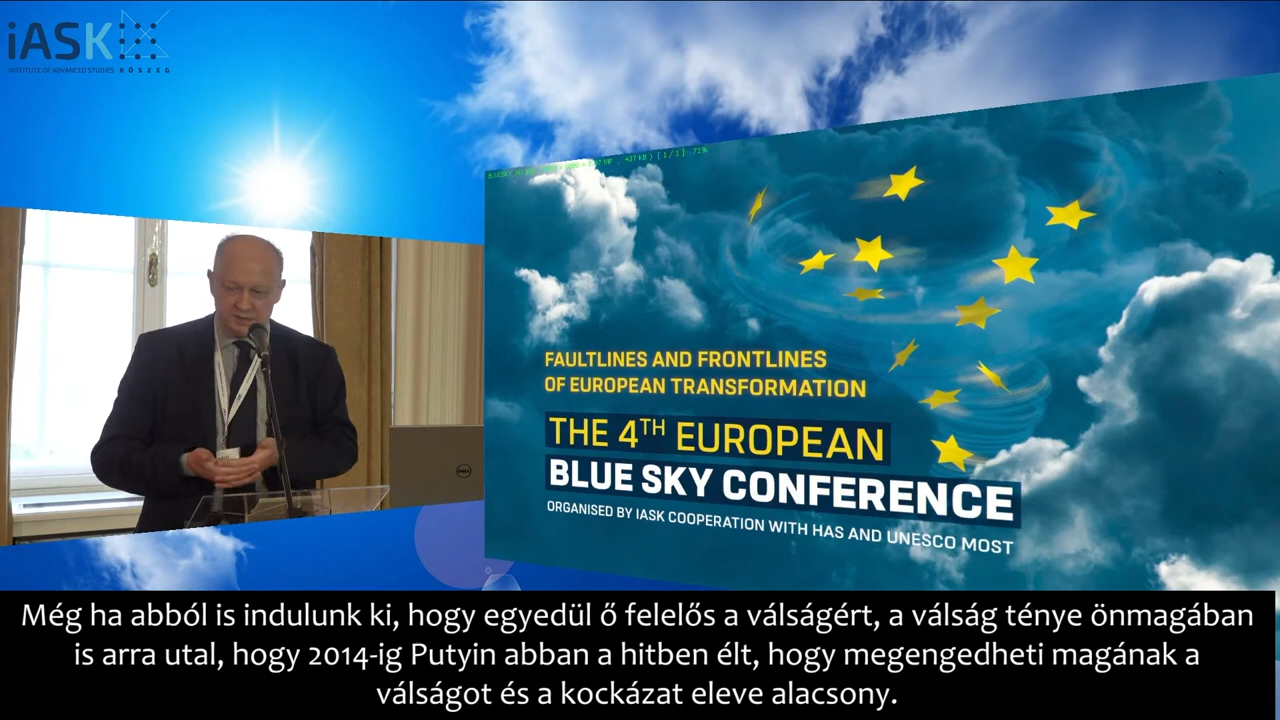 iASK
INSTITUTE OF ADVANCED STUDIES KŐSZEG
71%
FAULTLINES AND FRONTLINES
OF EUROPEAN TRANSFORMATION
THE 4TH EUROPEAN
BLUE SKY CONFERENCE
ORGANISED BY IASK COOPERATION WITH HAS AND UNESCO MOST
DELL
Még ha abból is indulunk ki, hogy egyedül ő felelős a válságért, a válság ténye önmagában
is arra utal, hogy 2014-ig Putyin abban a hitben élt, hogy megengedheti magának a
válságot és a kockázat eleve alacsony.